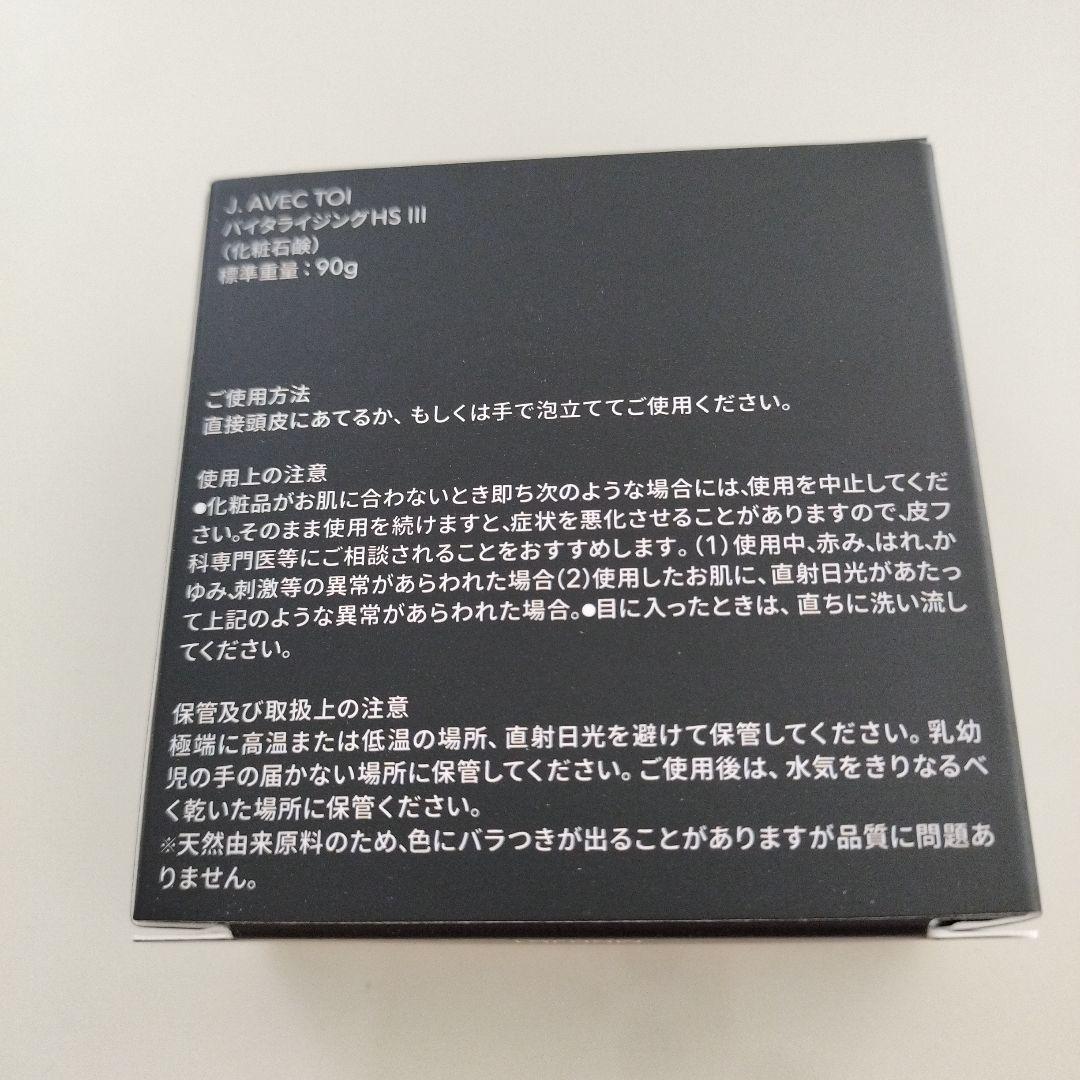 J. AVEC TOI
バイタライジングHS III
(化粧石鹸)
標準重量：90g
ご使用方法
直接頭皮にあてるか、もしくは手で泡立ててご使用ください。
使用上の注意
●化粧品がお肌に合わないとき即ち次のような場合には、使用を中止してくだ
さい。そのまま使用を続けますと、症状を悪化させることがありますので、皮フ
科専門医等にご相談されることをおすすめします。(1)使用中、赤み、はれ、か
ゆみ、刺激等の異常があらわれた場合(2)使用したお肌に、直射日光があたっ
て上記のような異常があらわれた場合。●目に入ったときは、直ちに洗い流し
てください。
保管及び取扱上の注意
極端に高温または低温の場所、直射日光を避けて保管してください。乳幼
児の手の届かない場所に保管してください。ご使用後は、水気をきりなるべ
く乾いた場所に保管ください。
※天然由来原料のため、色にバラつきが出ることがありますが品質に問題あ
りません。